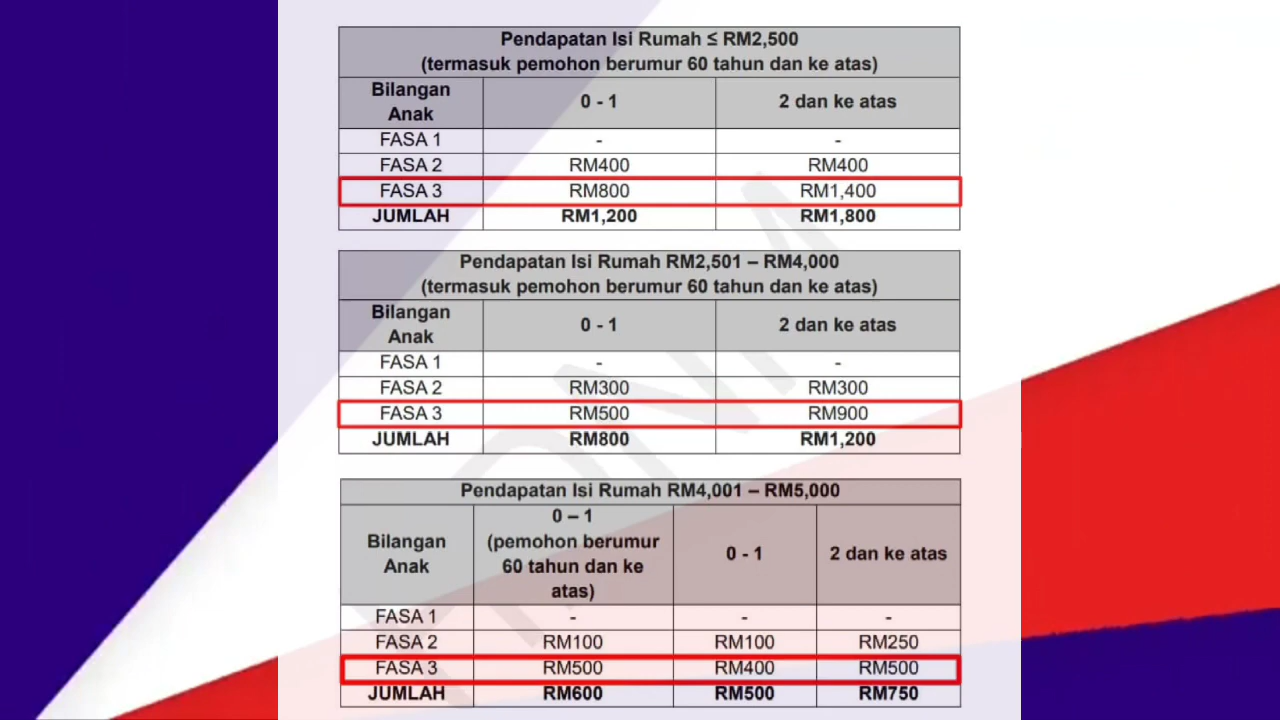 Pendapatan Isi Rumah ≤ RM2,500
(termasuk pemohon berumur 60 tahun dan ke atas)
Bilangan Anak 0 - 1 2 dan ke atas
FASA 1 - -
FASA 2 RM400 RM400
FASA 3 RM800 RM1,400
JUMLAH RM1,200 RM1,800
Pendapatan Isi Rumah RM2,501 – RM4,000
(termasuk pemohon berumur 60 tahun dan ke atas)
Bilangan Anak 0 - 1 2 dan ke atas
FASA 1 - -
FASA 2 RM300 RM300
FASA 3 RM500 RM900
JUMLAH RM800 RM1,200
Pendapatan Isi Rumah RM4,001 – RM5,000
Bilangan Anak 0 – 1 (pemohon berumur 60 tahun dan ke atas) 0 - 1 2 dan ke atas
FASA 1 - - -
FASA 2 RM100 RM100 RM250
FASA 3 RM500 RM400 RM500
JUMLAH RM600 RM500 RM750